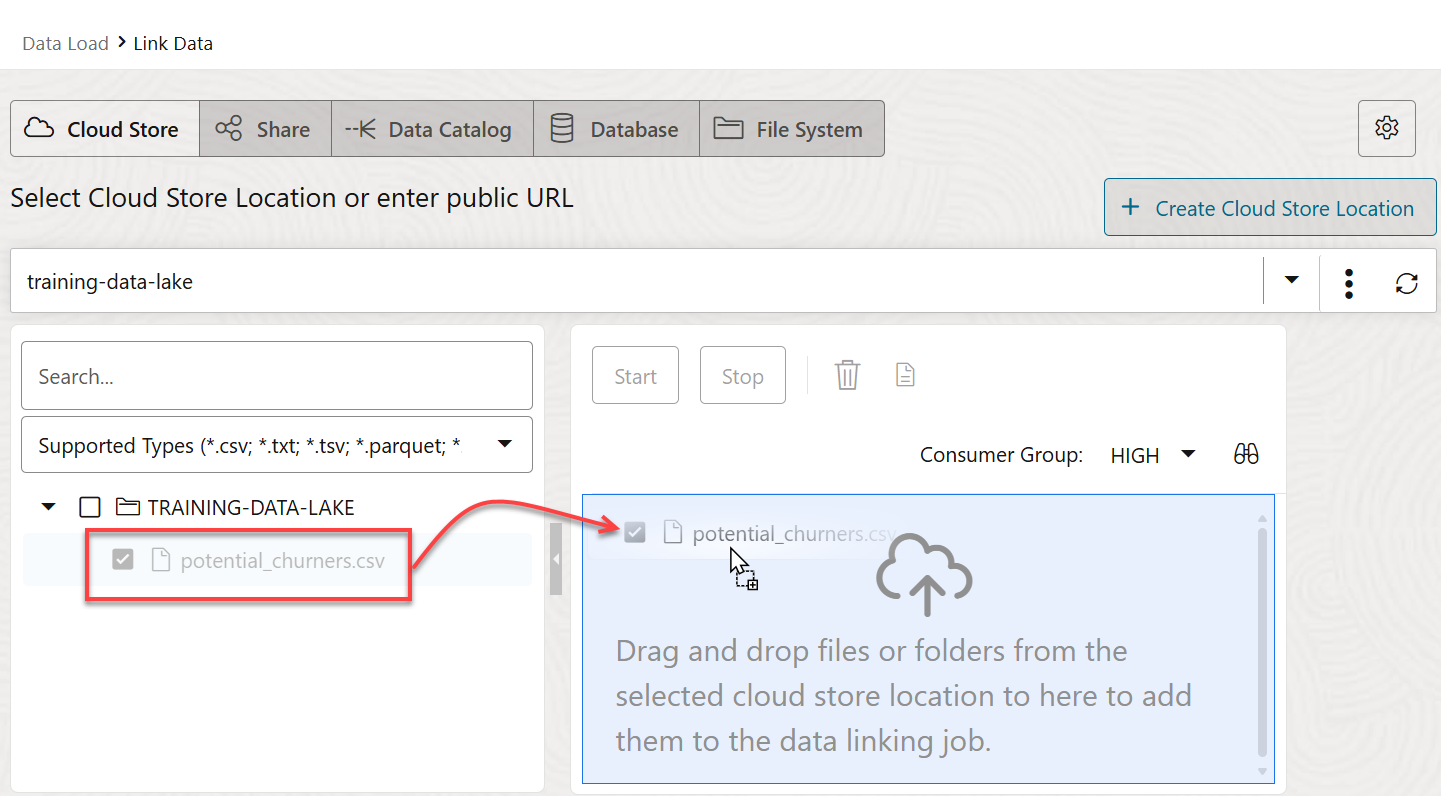 Data Load > Link Data
Cloud Store
Share
Data Catalog
Database
File System
Select Cloud Store Location or enter public URL
+ Create Cloud Store Location
training-data-lake
Search...
Supported Types (*.csv; *.txt; *.tsv; *.parquet; *.
TRAINING-DATA-LAKE
potential_churners.csv
Start
Stop
Consumer Group: HIGH
potential_churners.csv
Drag and drop files or folders from the
selected cloud store location to here to add
them to the data linking job.